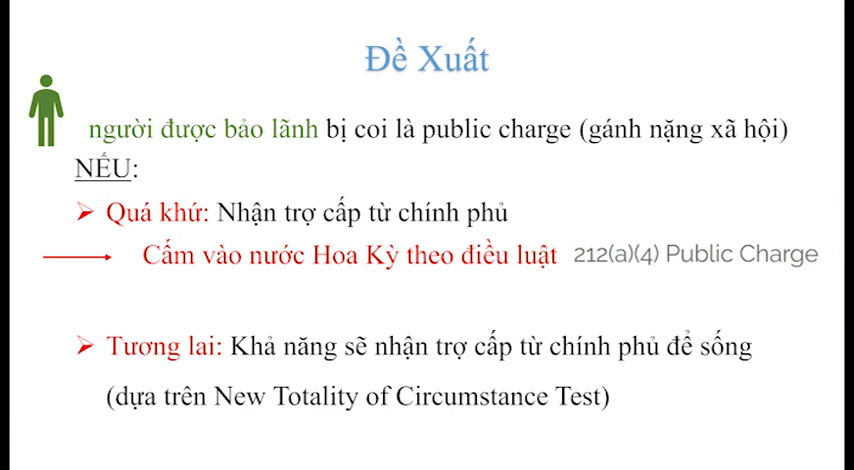 Đề Xuất
người được bảo lãnh bị coi là public charge (gánh nặng xã hội)
NẾU:
Quá khứ: Nhận trợ cấp từ chính phủ
Cấm vào nước Hoa Kỳ theo điều luật 212(a)(4) Public Charge
Tương lai: Khả năng sẽ nhận trợ cấp từ chính phủ để sống
(dựa trên New Totality of Circumstance Test)